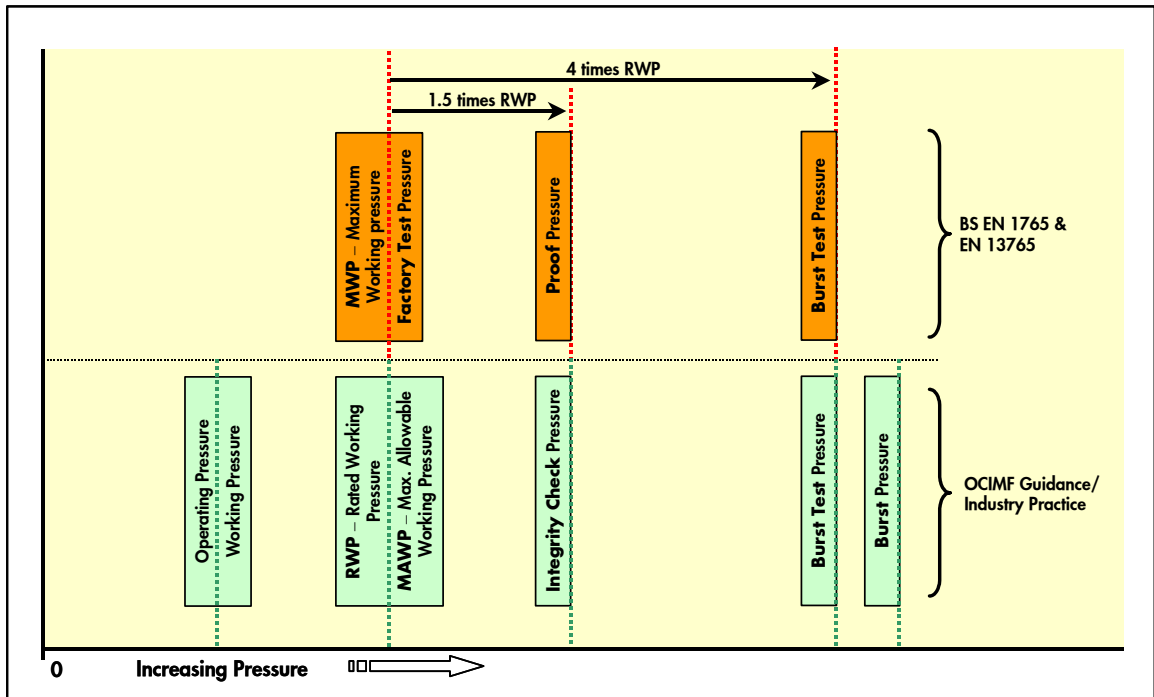 4 times RWP
1.5 times RWP
MWP – Maximum
Working pressure
Factory Test Pressure
Proof Pressure
Burst Test Pressure
BS EN 1765 &
EN 13765
Operating Pressure
Working Pressure
RWP – Rated Working
Pressure
MAWP – Max. Allowable
Working Pressure
Integrity Check Pressure
Burst Test Pressure
Burst Pressure
OCIMF Guidance/
Industry Practice
0
Increasing Pressure